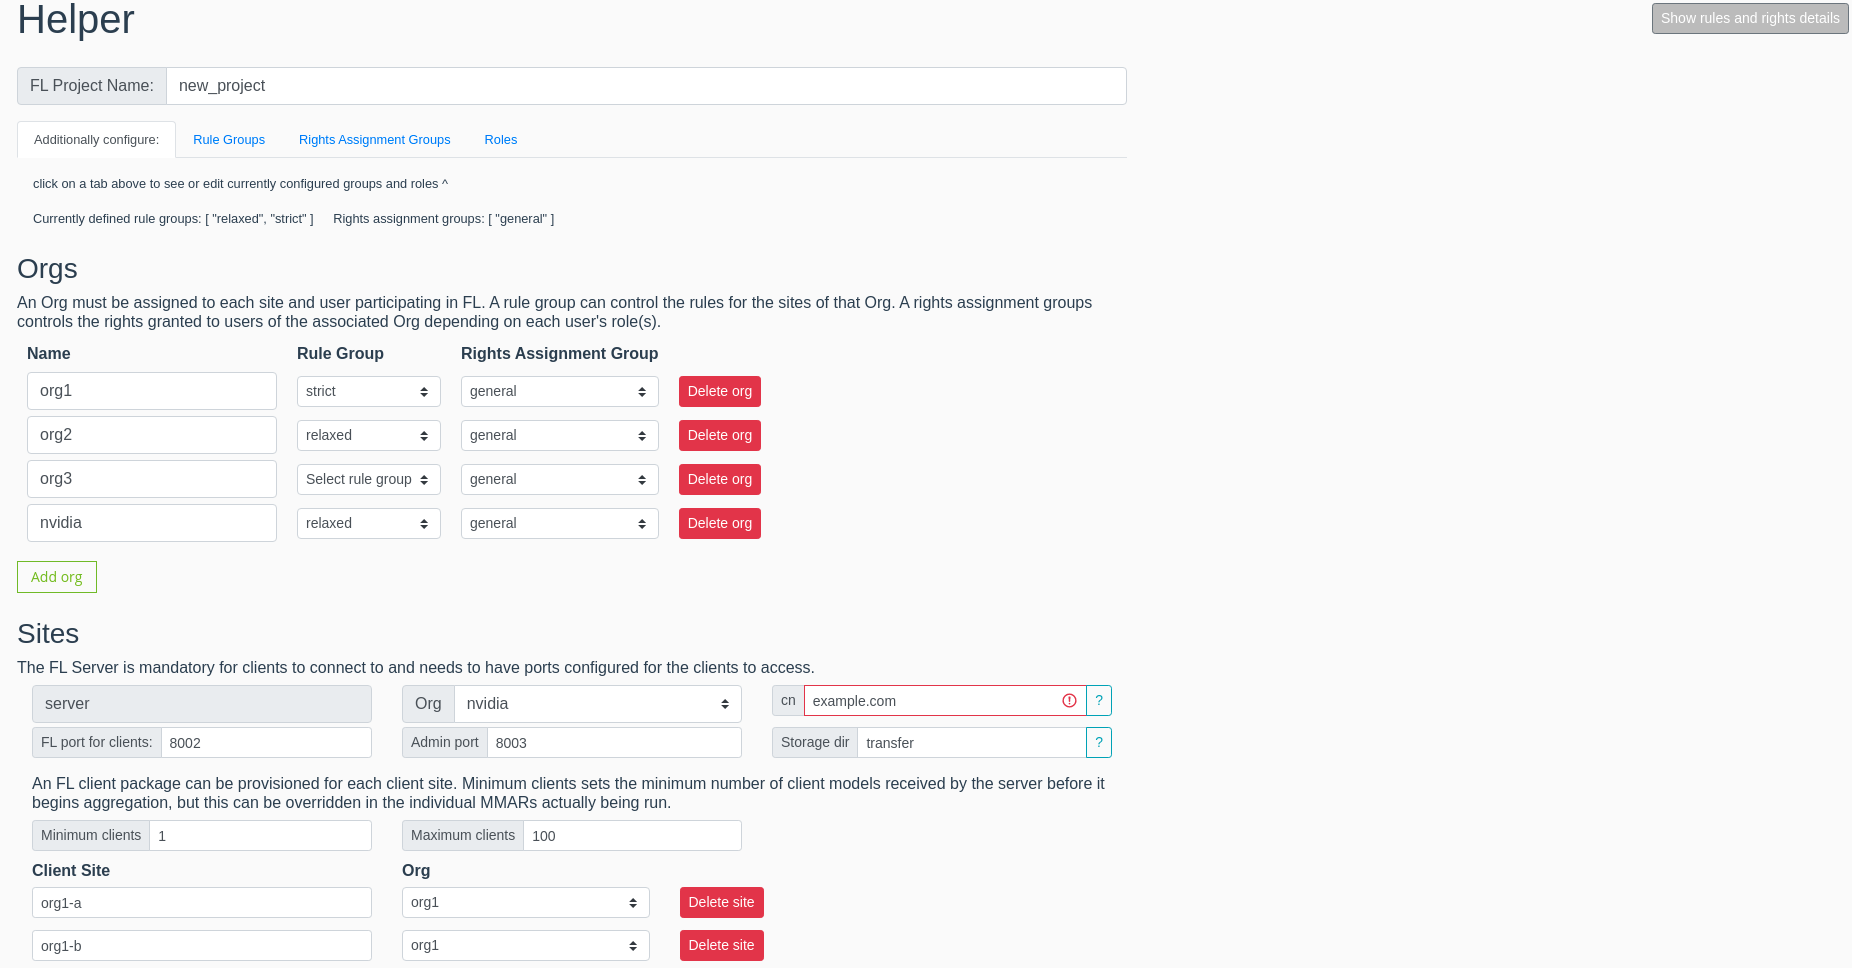 Helper
Show rules and rights details
FL Project Name: new_project
Additionally configure: Rule Groups Rights Assignment Groups Roles
click on a tab above to see or edit currently configured groups and roles ^
Currently defined rule groups: [ "relaxed", "strict" ] Rights assignment groups: [ "general" ]
Orgs
An Org must be assigned to each site and user participating in FL. A rule group can control the rules for the sites of that Org. A rights assignment groups
controls the rights granted to users of the associated Org depending on each user's role(s).
Name Rule Group Rights Assignment Group
org1 strict general Delete org
org2 relaxed general Delete org
org3 Select rule group general Delete org
nvidia relaxed general Delete org
Add org
Sites
The FL Server is mandatory for clients to connect to and needs to have ports configured for the clients to access.
server Org nvidia cn example.com ?
FL port for clients: 8002 Admin port 8003 Storage dir transfer ?
An FL client package can be provisioned for each client site. Minimum clients sets the minimum number of client models received by the server before it
begins aggregation, but this can be overridden in the individual MMARs actually being run.
Minimum clients 1 Maximum clients 100
Client Site Org
org1-a org1 Delete site
org1-b org1 Delete site